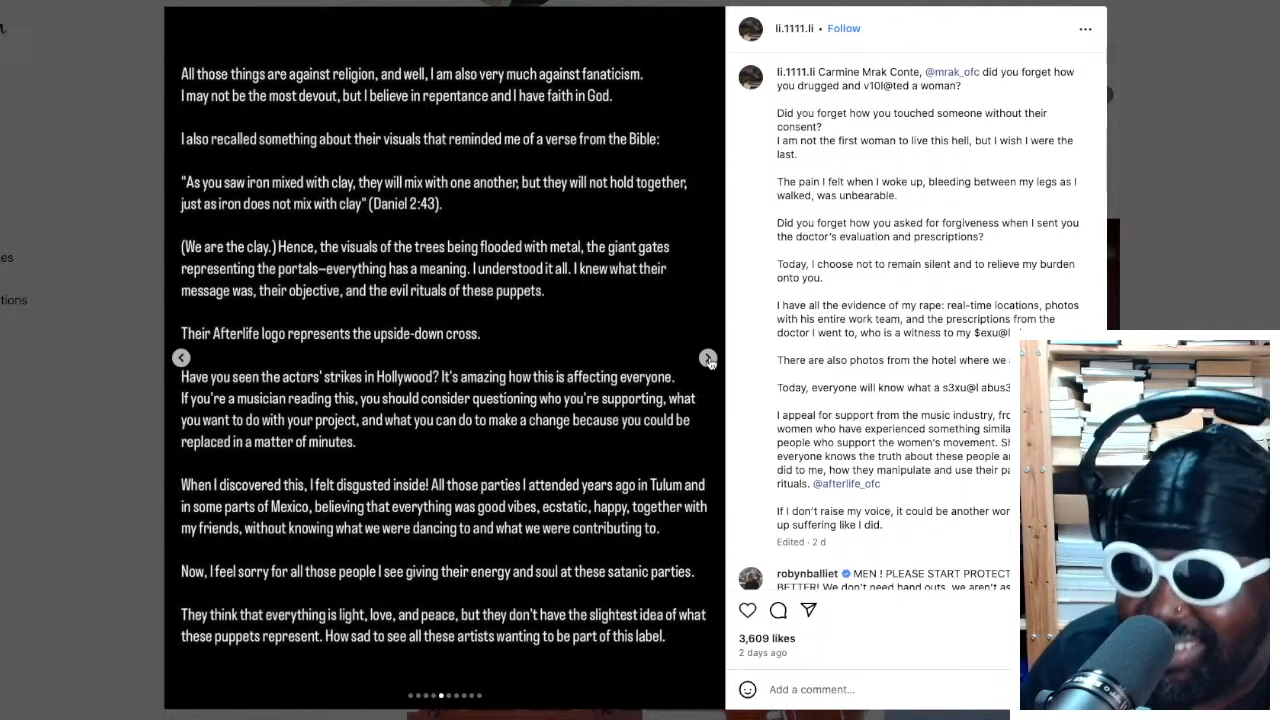 es
tions
All those things are against religion, and well, I am also very much against fanaticism.
I may not be the most devout, but I believe in repentance and I have faith in God.
I also recalled something about their visuals that reminded me of a verse from the Bible:
"As you saw iron mixed with clay, they will mix with one another, but they will not hold together,
just as iron does not mix with clay" (Daniel 2:43).
(We are the clay.) Hence, the visuals of the trees being flooded with metal, the giant gates
representing the portals—everything has a meaning. I understood it all. I knew what their
message was, their objective, and the evil rituals of these puppets.
Their Afterlife logo represents the upside-down cross.
Have you seen the actors' strikes in Hollywood? It's amazing how this is affecting everyone.
If you're a musician reading this, you should consider questioning who you're supporting, what
you want to do with your project, and what you can do to make a change because you could be
replaced in a matter of minutes.
When I discovered this, I felt disgusted inside! All those parties I attended years ago in Tulum and
in some parts of Mexico, believing that everything was good vibes, ecstatic, happy, together with
my friends, without knowing what we were dancing to and what we were contributing to.
Now, I feel sorry for all those people I see giving their energy and soul at these satanic parties.
They think that everything is light, love, and peace, but they don't have the slightest idea of what
these puppets represent. How sad to see all these artists wanting to be part of this label.
li.1111.li • Follow
li.1111.li Carmine Mrak Conte, @mrak_ofc did you forget how
you drugged and v10l@ted a woman?
Did you forget how you touched someone without their
consent?
I am not the first woman to live this hell, but I wish I were the
last.
The pain I felt when I woke up, bleeding between my legs as I
walked, was unbearable.
Did you forget how you asked for forgiveness when I sent you
the doctor's evaluation and prescriptions?
Today, I choose not to remain silent and to relieve my burden
onto you.
I have all the evidence of my rape: real-time locations, photos
with his entire work team, and the prescriptions from the
doctor I went to, who is a witness to my $exu@l
There are also photos from the hotel where we
Today, everyone will know what a s3xu@l abus3
I appeal for support from the music industry, fro
women who have experienced something simila
people who support the women's movement. Sh
everyone knows the truth about these people an
did to me, how they manipulate and use their pa
rituals. @afterlife_ofc
If I don't raise my voice, it could be another wor
up suffering like I did.
Edited · 2 d
robynballiet MEN ! PLEASE START PROTECT
BETTER! We don't need hand outs, we aren't as
3,609 likes
2 days ago
Add a comment...